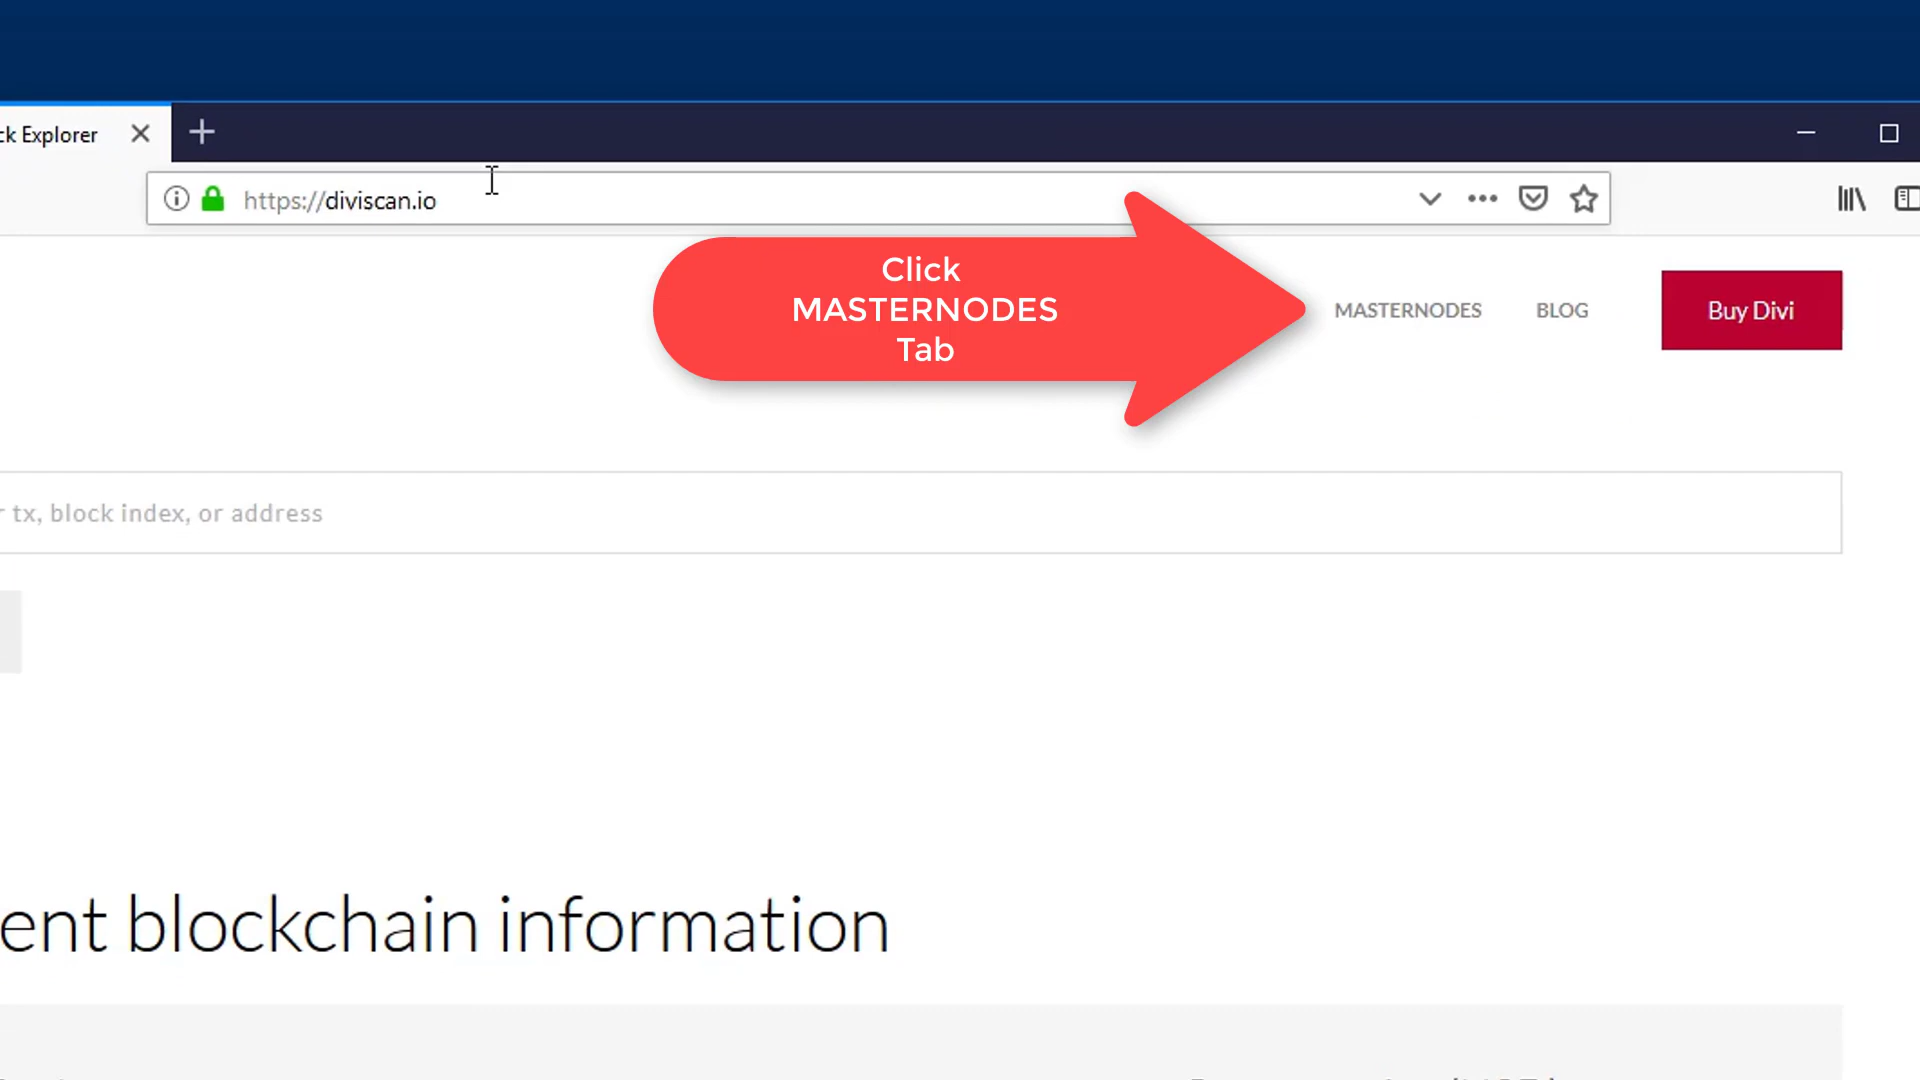 ck Explorer
https://diviscan.io
Click
MASTERNODES
Tab
MASTERNODES
BLOG
Buy Divi
r tx, block index, or address
ent blockchain information